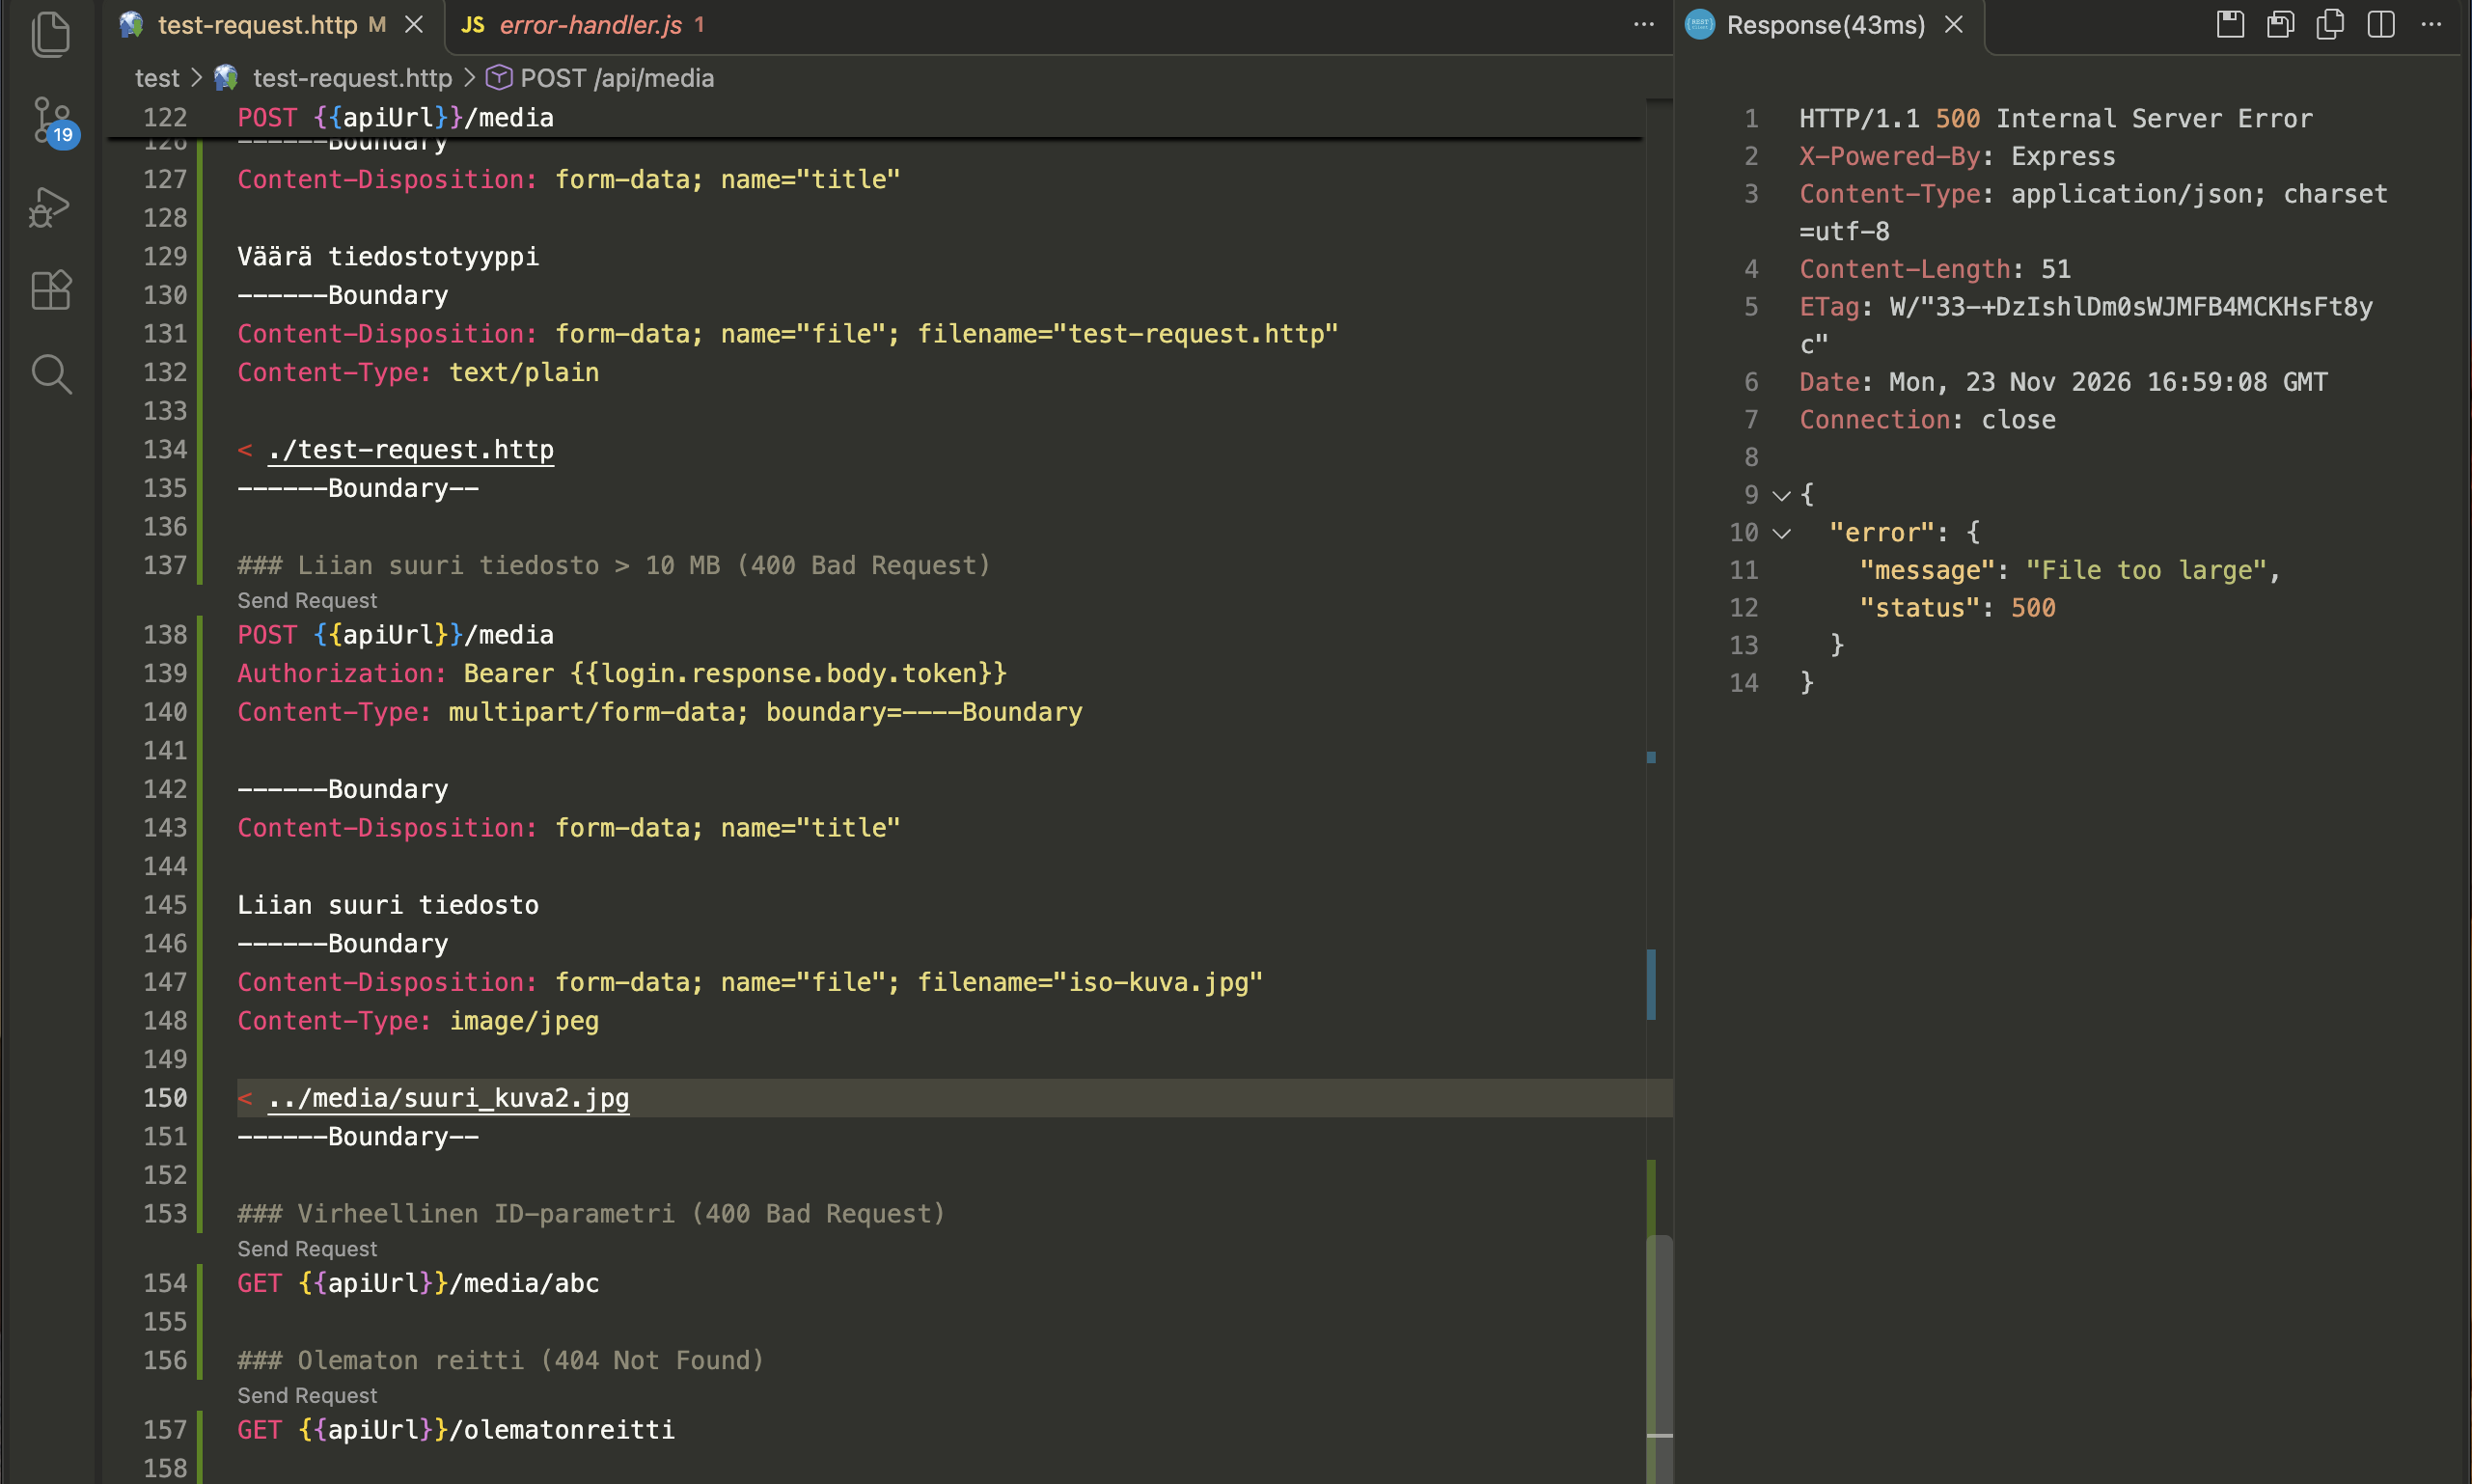 test-request.http M
JS error-handler.js 1
Response(43ms)
test > test-request.http > POST /api/media
19
122 POST {{apiUrl}}/media
126 ------Boundary
127 Content-Disposition: form-data; name="title"
128
129 Väärä tiedostotyyppi
130 ------Boundary
131 Content-Disposition: form-data; name="file"; filename="test-request.http"
132 Content-Type: text/plain
133
134 < ./test-request.http
135 ------Boundary--
136
137 ### Liian suuri tiedosto > 10 MB (400 Bad Request)
Send Request
138 POST {{apiUrl}}/media
139 Authorization: Bearer {{login.response.body.token}}
140 Content-Type: multipart/form-data; boundary=----Boundary
141
142 ------Boundary
143 Content-Disposition: form-data; name="title"
144
145 Liian suuri tiedosto
146 ------Boundary
147 Content-Disposition: form-data; name="file"; filename="iso-kuva.jpg"
148 Content-Type: image/jpeg
149
150 < ../media/suuri_kuva2.jpg
151 ------Boundary--
152
153 ### Virheellinen ID-parametri (400 Bad Request)
Send Request
154 GET {{apiUrl}}/media/abc
155
156 ### Olematon reitti (404 Not Found)
Send Request
157 GET {{apiUrl}}/olematonreitti
158
1 HTTP/1.1 500 Internal Server Error
2 X-Powered-By: Express
3 Content-Type: application/json; charset
=utf-8
4 Content-Length: 51
5 ETag: W/"33-+DzIshlDm0sWJMFB4MCKHsFt8y
c"
6 Date: Mon, 23 Nov 2026 16:59:08 GMT
7 Connection: close
8
9 {
10 "error": {
11 "message": "File too large",
12 "status": 500
13 }
14 }